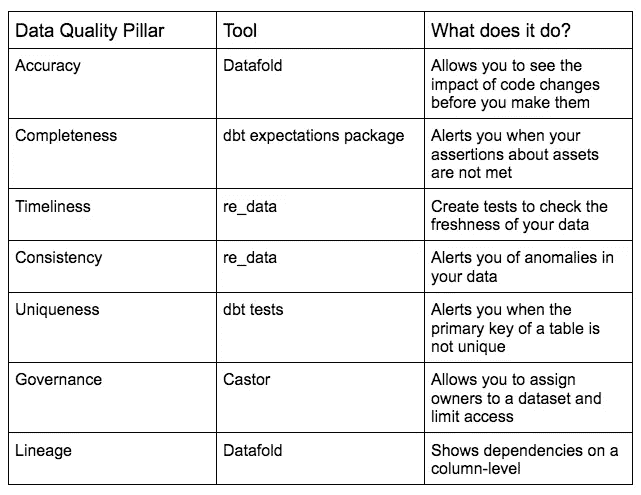 Data Quality Pillar Tool What does it do?
Accuracy Datafold Allows you to see the
impact of code changes
before you make them
Completeness dbt expectations package Alerts you when your
assertions about assets
are not met
Timeliness re_data Create tests to check the
freshness of your data
Consistency re_data Alerts you of anomalies in
your data
Uniqueness dbt tests Alerts you when the
primary key of a table is
not unique
Governance Castor Allows you to assign
owners to a dataset and
limit access
Lineage Datafold Shows dependencies on a
column-level